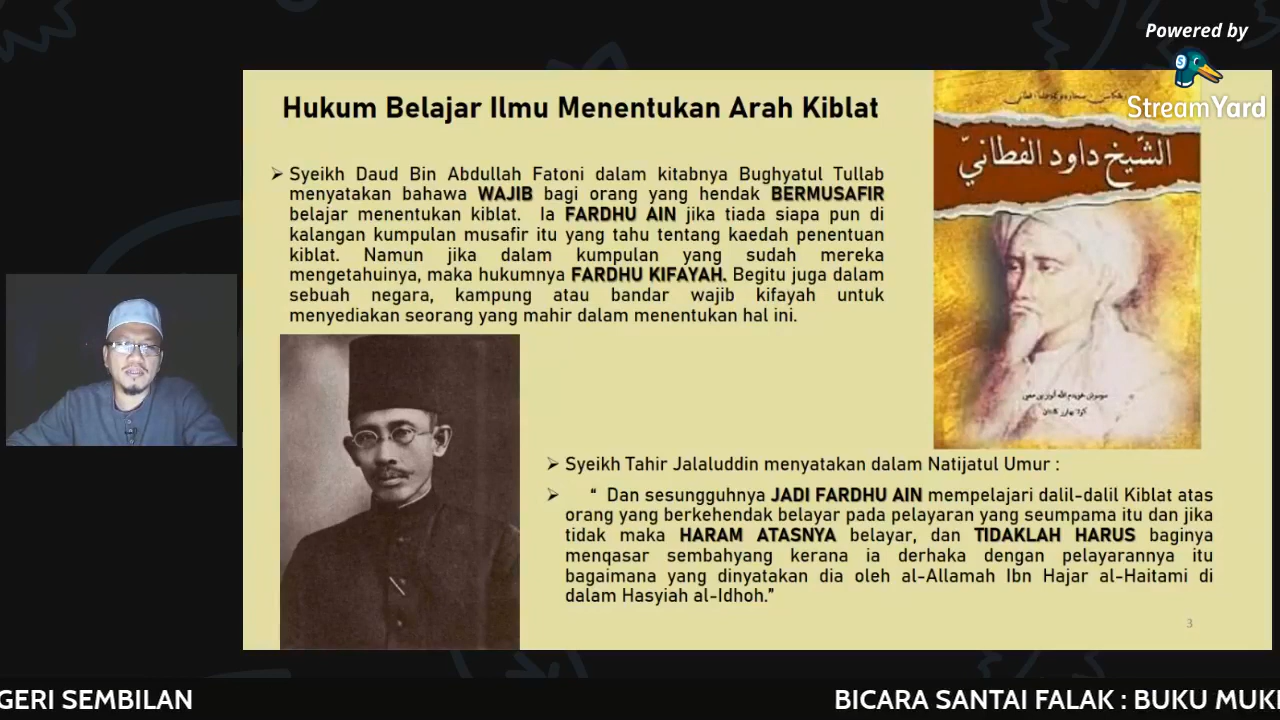 Powered by
StreamYard
Hukum Belajar Ilmu Menentukan Arah Kiblat
الشيخ داود الفطاني
➢ Syeikh Daud Bin Abdullah Fatoni dalam kitabnya Bughyatul Tullab
menyatakan bahawa WAJIB bagi orang yang hendak BERMUSAFIR
belajar menentukan kiblat. Ia FARDHU AIN jika tiada siapa pun di
kalangan kumpulan musafir itu yang tahu tentang kaedah penentuan
kiblat. Namun jika dalam kumpulan yang sudah mereka
mengetahuinya, maka hukumnya FARDHU KIFAYAH. Begitu juga dalam
sebuah negara, kampung atau bandar wajib kifayah untuk
menyediakan seorang yang mahir dalam menentukan hal ini.
➢ Syeikh Tahir Jalaluddin menyatakan dalam Natijatul Umur :
➢ “ Dan sesungguhnya JADI FARDHU AIN mempelajari dalil-dalil Kiblat atas
orang yang berkehendak belayar pada pelayaran yang seumpama itu dan jika
tidak maka HARAM ATASNYA belayar, dan TIDAKLAH HARUS baginya
menqasar sembahyang kerana ia derhaka dengan pelayarannya itu
bagaimana yang dinyatakan dia oleh al-Allamah Ibn Hajar al-Haitami di
dalam Hasyiah al-Idhoh.”
3
GERI SEMBILAN
BICARA SANTAI FALAK : BUKU MUKI